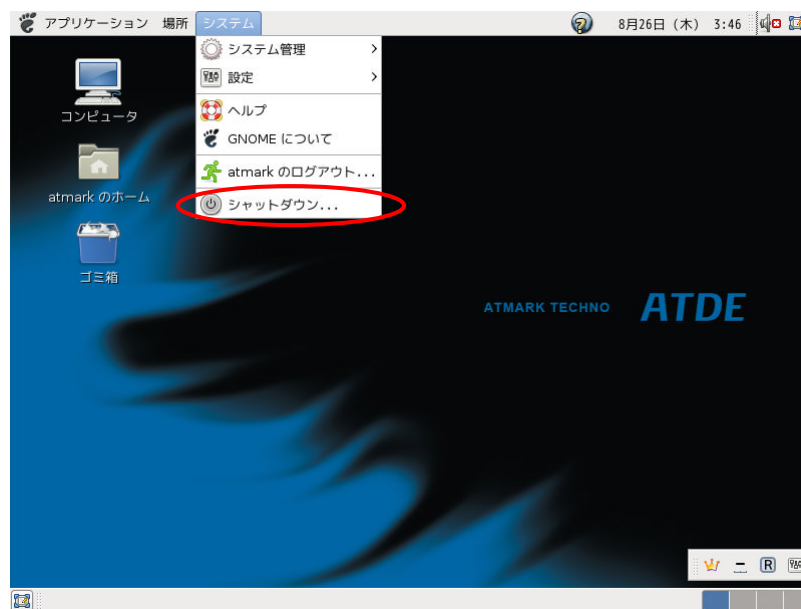 アプリケーション 場所 システム 8月26日 (木) 3:46
システム管理
設定
ヘルプ
GNOME について
atmark のログアウト...
シャットダウン...
コンピュータ
atmark のホーム
ゴミ箱
ATMARK TECHNO ATDE
R